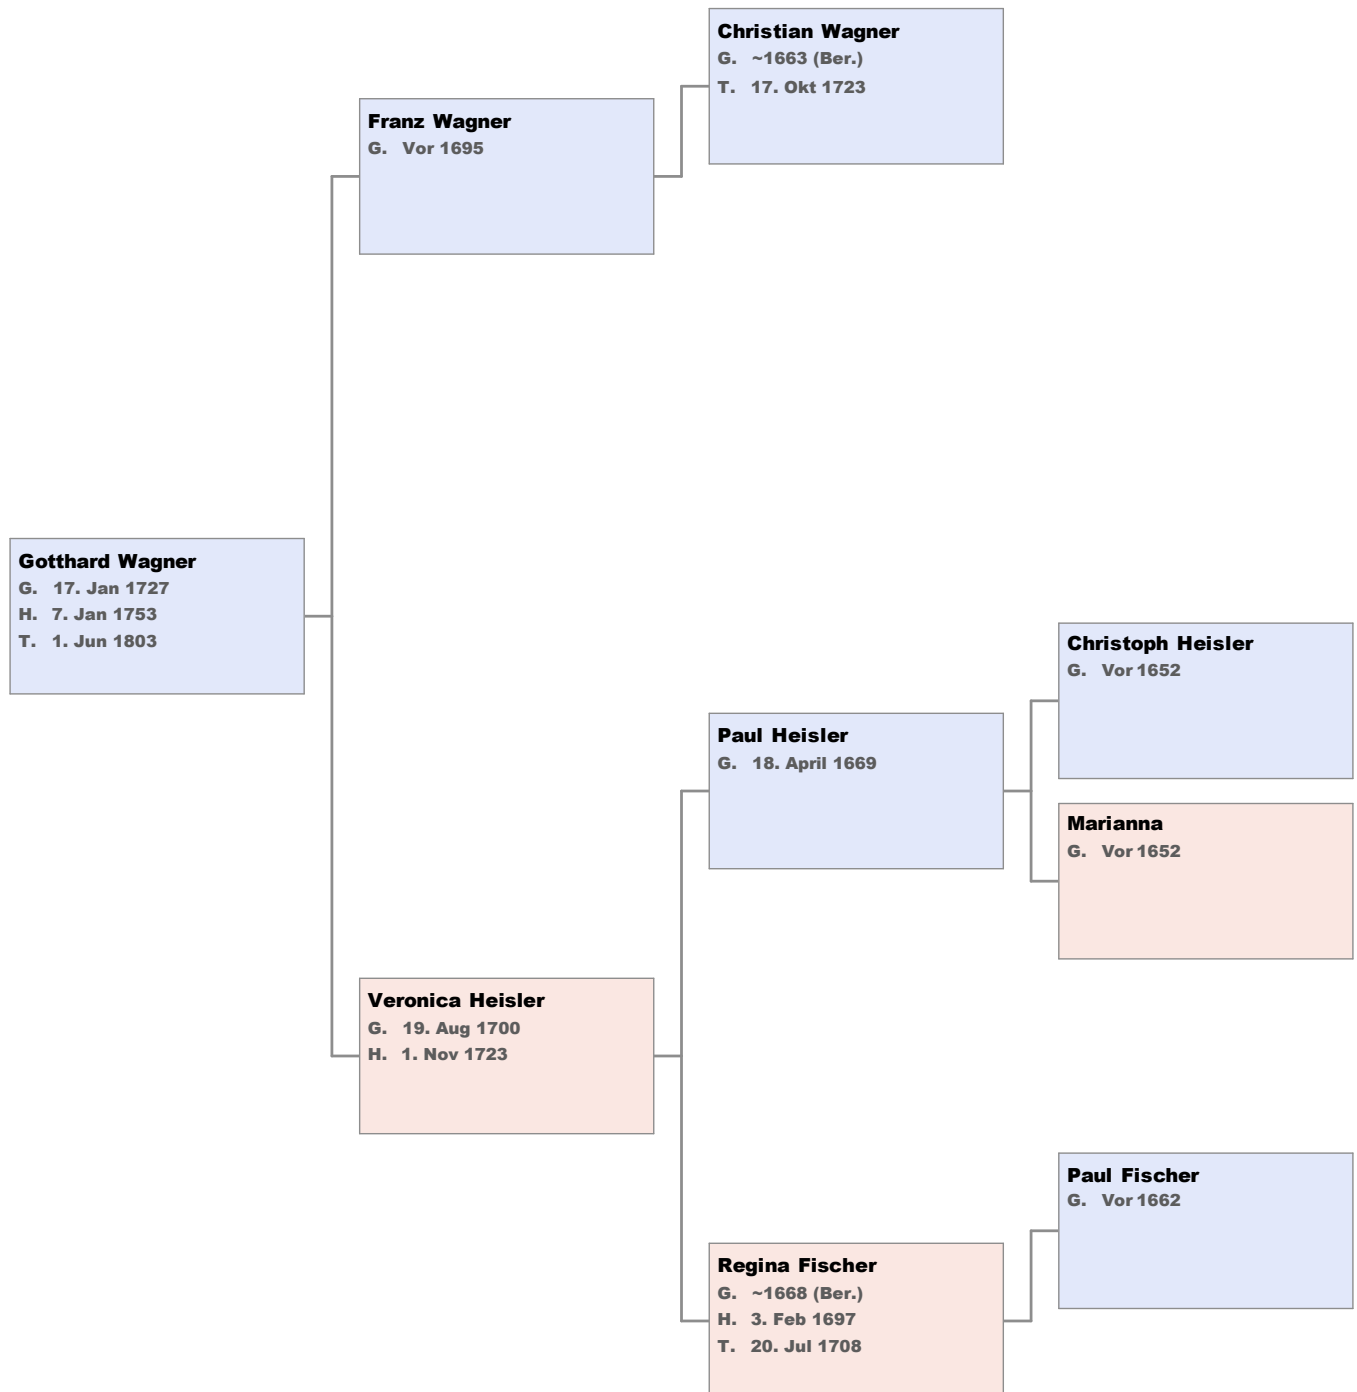 Christian Wagner
G. ~1663 (Ber.)
T. 17. Okt 1723
Franz Wagner
G. Vor 1695
Gotthard Wagner
G. 17. Jan 1727
H. 7. Jan 1753
T. 1. Jun 1803
Christoph Heisler
G. Vor 1652
Paul Heisler
G. 18. April 1669
Marianna
G. Vor 1652
Veronica Heisler
G. 19. Aug 1700
H. 1. Nov 1723
Paul Fischer
G. Vor 1662
Regina Fischer
G. ~1668 (Ber.)
H. 3. Feb 1697
T. 20. Jul 1708